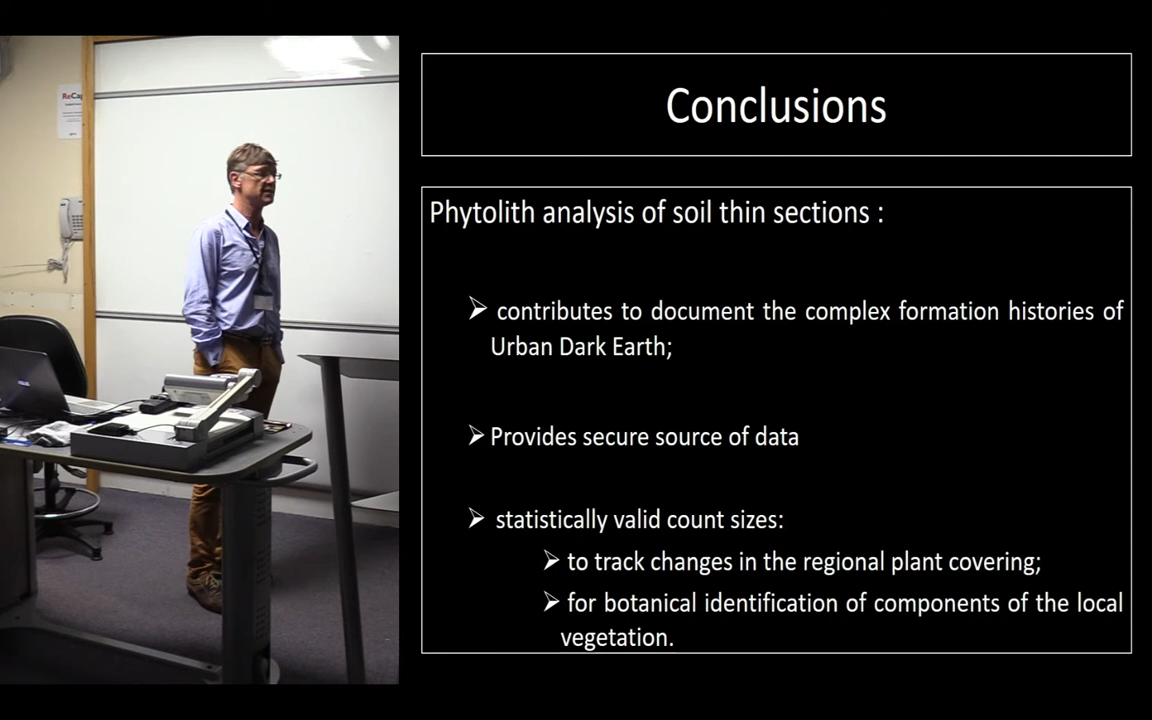 ReCap
Conclusions
Phytolith analysis of soil thin sections :
➢ contributes to document the complex formation histories of
Urban Dark Earth;
➢ Provides secure source of data
➢ statistically valid count sizes:
➢ to track changes in the regional plant covering;
➢ for botanical identification of components of the local
vegetation.